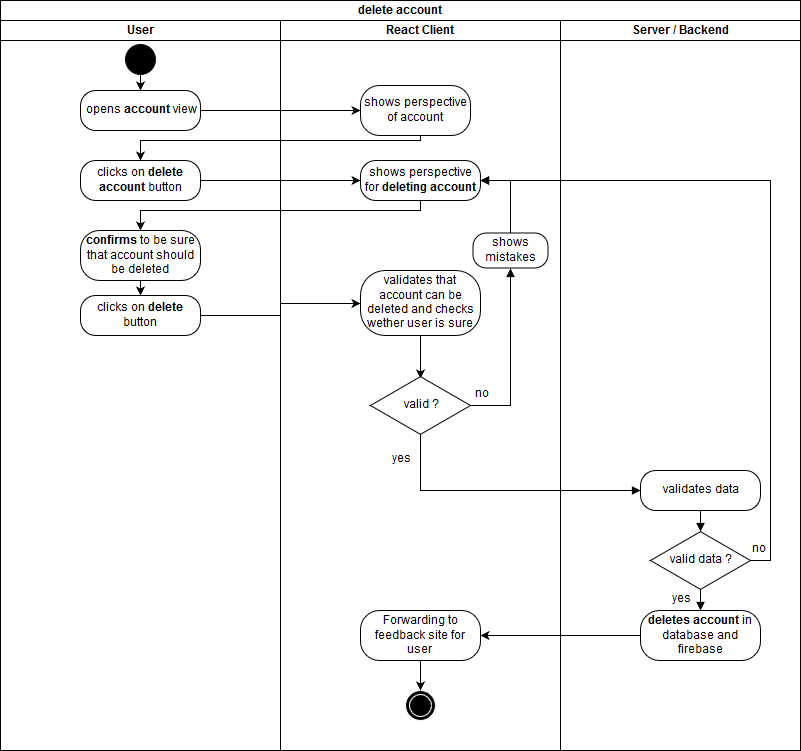 delete account
User
React Client
Server / Backend
opens account view
shows perspective
of account
clicks on delete
account button
shows perspective
for deleting account
confirms to be sure
that account should
be deleted
shows
mistakes
clicks on delete
button
validates that
account can be
deleted and checks
wether user is sure
valid ?
no
yes
validates data
valid data ?
no
yes
deletes account in
database and
firebase
Forwarding to
feedback site for
user